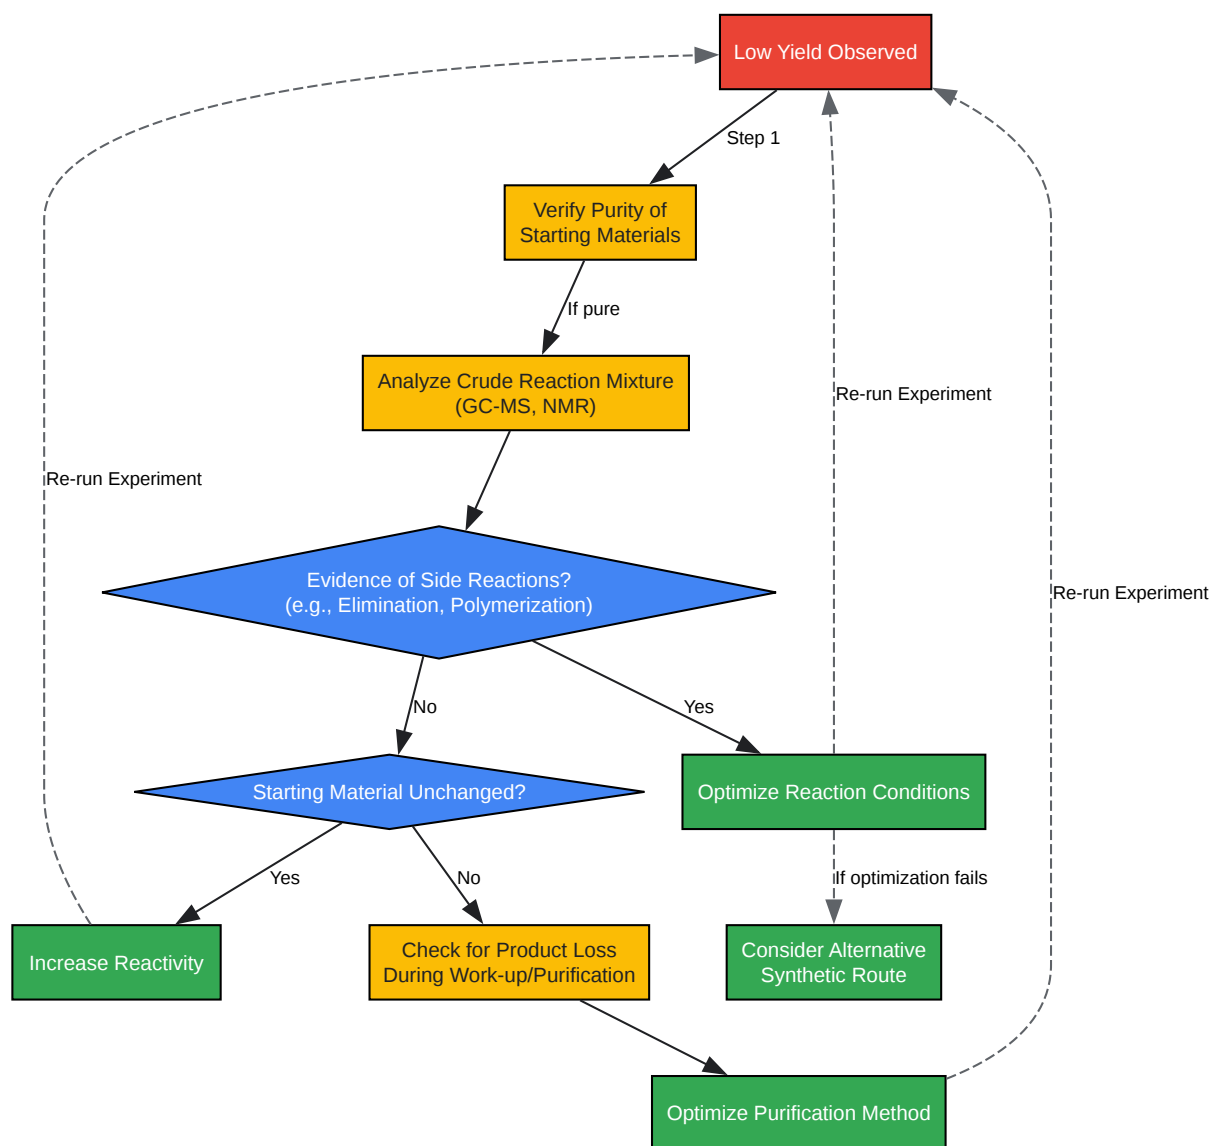 Low Yield Observed
Step 1
Verify Purity of
Starting Materials
If pure
Analyze Crude Reaction Mixture
(GC-MS, NMR)
Re-run Experiment
Re-run Experiment
Evidence of Side Reactions?
(e.g., Elimination, Polymerization)
Re-run Experiment
No
Yes
Starting Material Unchanged?
Optimize Reaction Conditions
Yes
No
If optimization fails
Increase Reactivity
Check for Product Loss
During Work-up/Purification
Consider Alternative
Synthetic Route
Optimize Purification Method